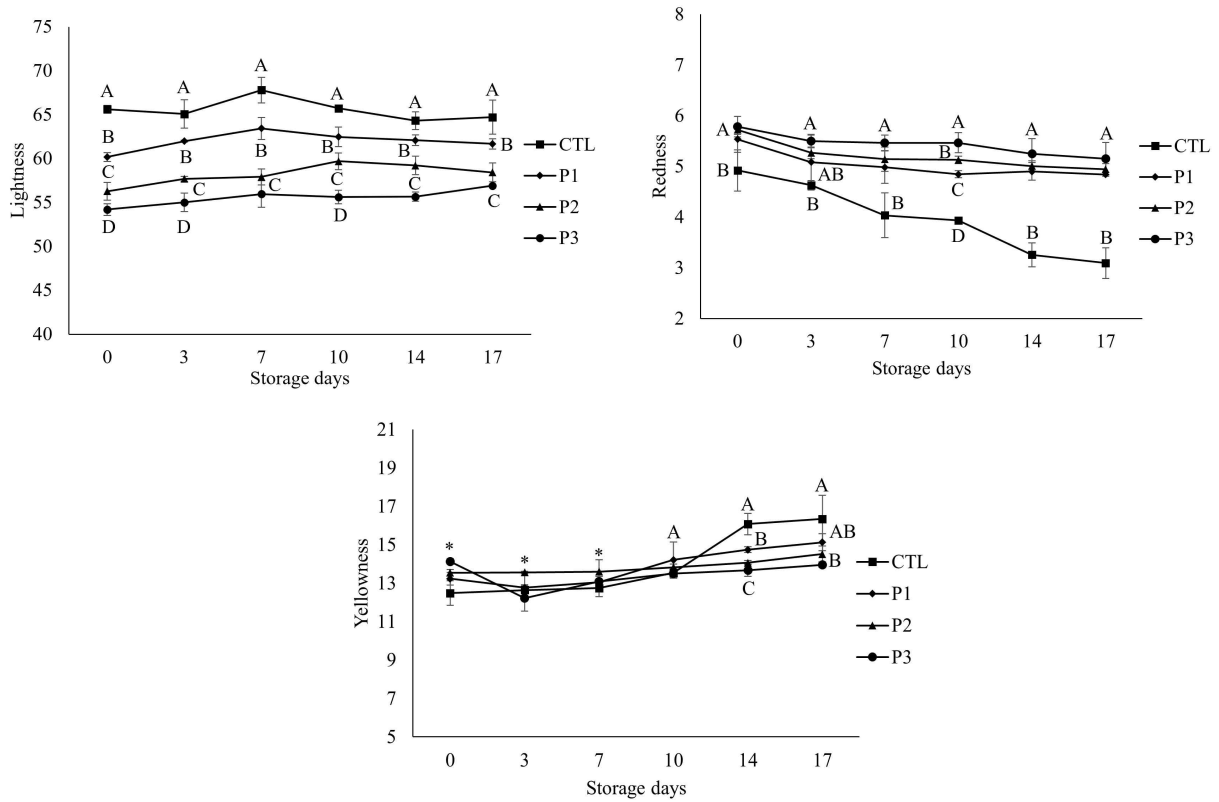 75
70
65
60
55
50
45
40
Lightness
A A A A A A
B B B B B B
C C C C C C
D D D
0 3 7 10 14 17
Storage days
CTL
P1
P2
P3
8
7
6
5
4
3
2
Redness
A A A A A A
B AB B B B B B
C
D
0 3 7 10 14 17
Storage days
CTL
P1
P2
P3
21
19
17
15
13
11
9
7
5
Yellowness
* * * A A A
B AB
C B
0 3 7 10 14 17
Storage days
CTL
P1
P2
P3